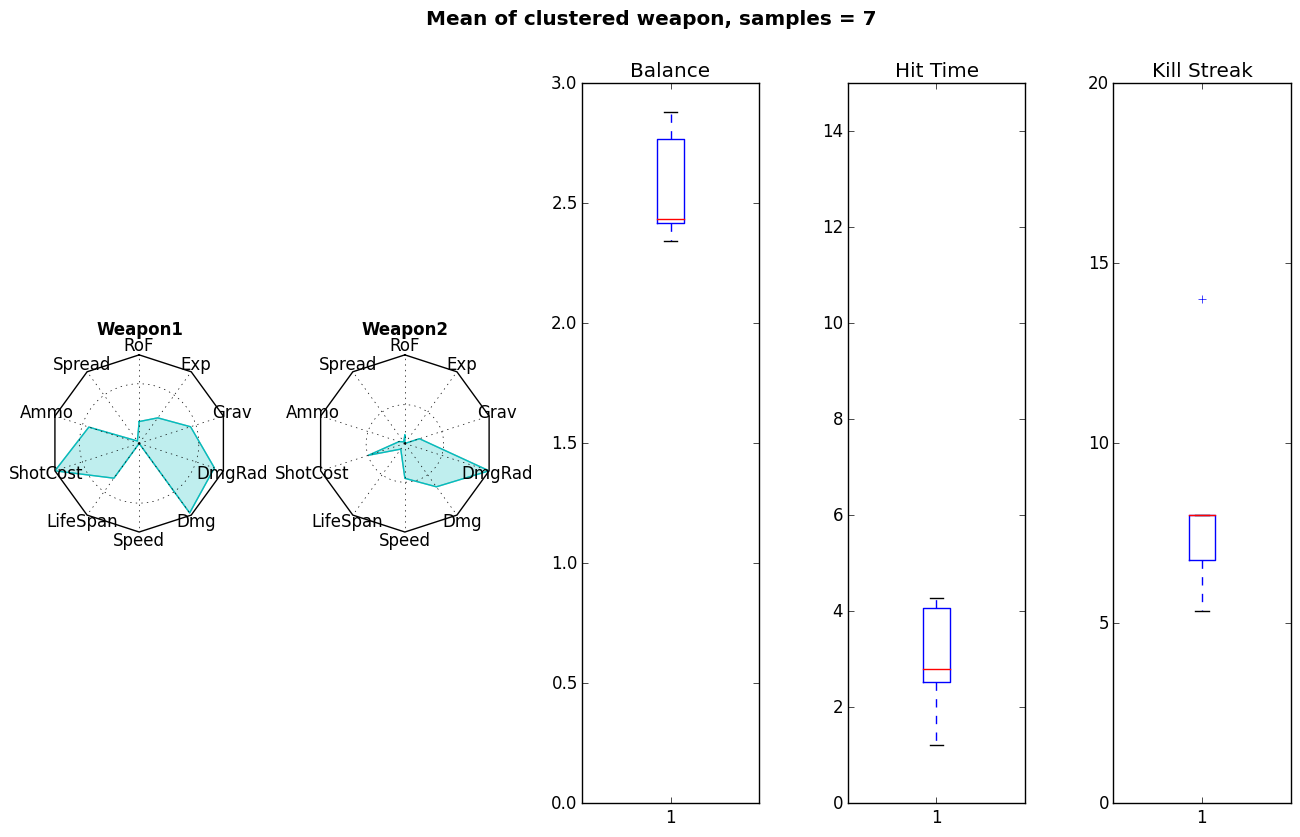 Mean of clustered weapon, samples = 7
Weapon1
RoF
Spread
Exp
Ammo
Grav
ShotCost
DmgRad
LifeSpan
Dmg
Speed
Weapon2
RoF
Spread
Exp
Ammo
Grav
ShotCost
DmgRad
LifeSpan
Dmg
Speed
Balance
3.0
2.5
2.0
1.5
1.0
0.5
0.0
1
Hit Time
14
12
10
8
6
4
2
0
1
Kill Streak
20
15
10
5
0
1